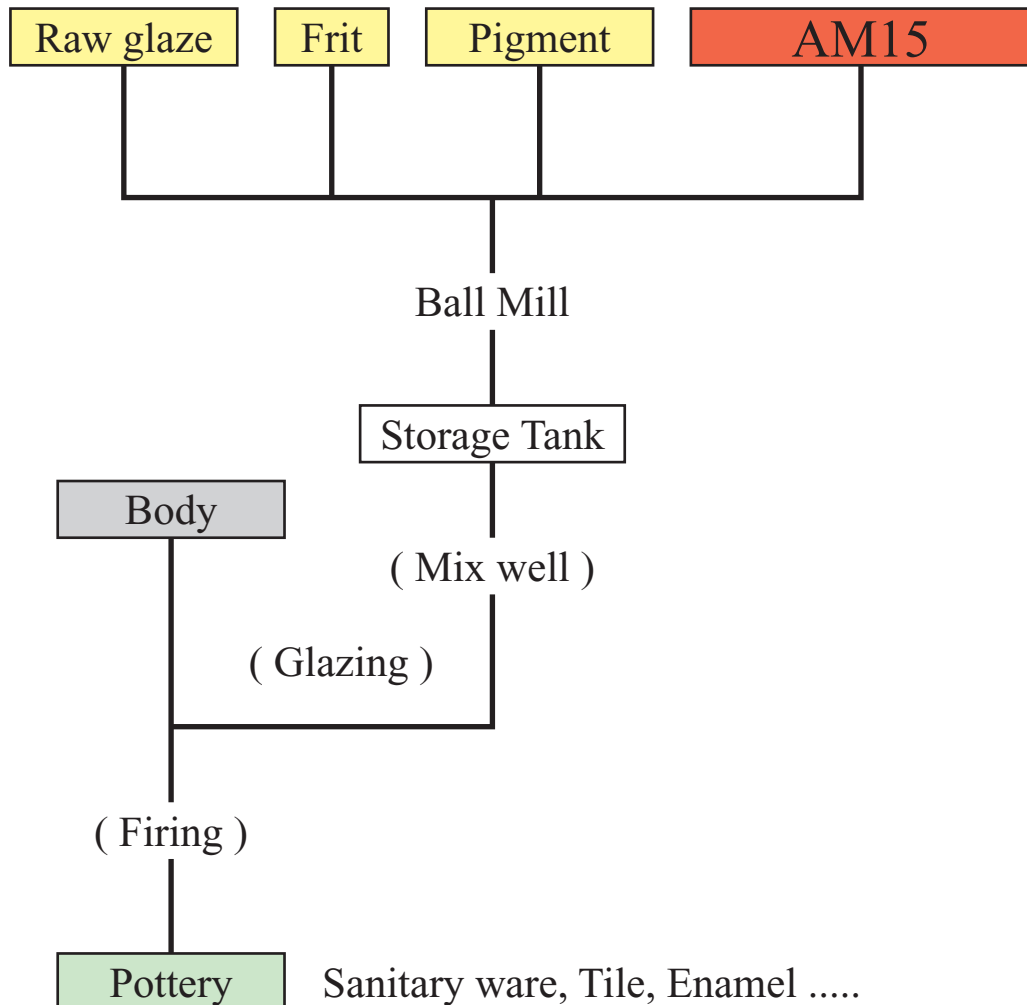 Raw glaze
Frit
Pigment
AM15
Ball Mill
Storage Tank
Body
( Mix well )
( Glazing )
( Firing )
Pottery
Sanitary ware, Tile, Enamel .....